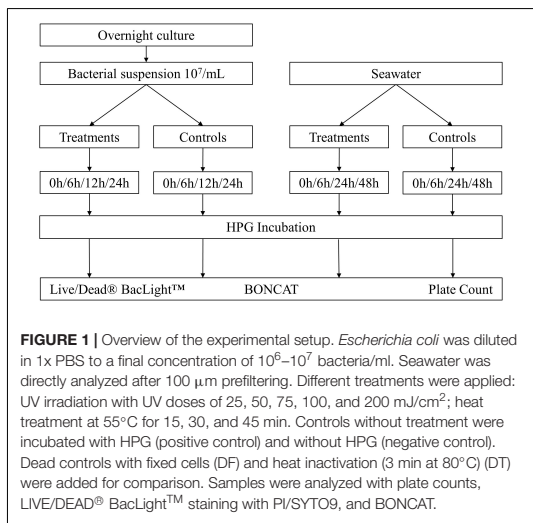 Overnight culture
Bacterial suspension 10⁷/mL
Seawater
Treatments
Controls
Treatments
Controls
0h/6h/12h/24h
0h/6h/12h/24h
0h/6h/24h/48h
0h/6h/24h/48h
HPG Incubation
Live/Dead® BacLight™
BONCAT
Plate Count
FIGURE 1 | Overview of the experimental setup. Escherichia coli was diluted
in 1x PBS to a final concentration of 10⁶–10⁷ bacteria/ml. Seawater was
directly analyzed after 100 μm prefiltering. Different treatments were applied:
UV irradiation with UV doses of 25, 50, 75, 100, and 200 mJ/cm²; heat
treatment at 55°C for 15, 30, and 45 min. Controls without treatment were
incubated with HPG (positive control) and without HPG (negative control).
Dead controls with fixed cells (DF) and heat inactivation (3 min at 80°C) (DT)
were added for comparison. Samples were analyzed with plate counts,
LIVE/DEAD® BacLight™ staining with PI/SYTO9, and BONCAT.